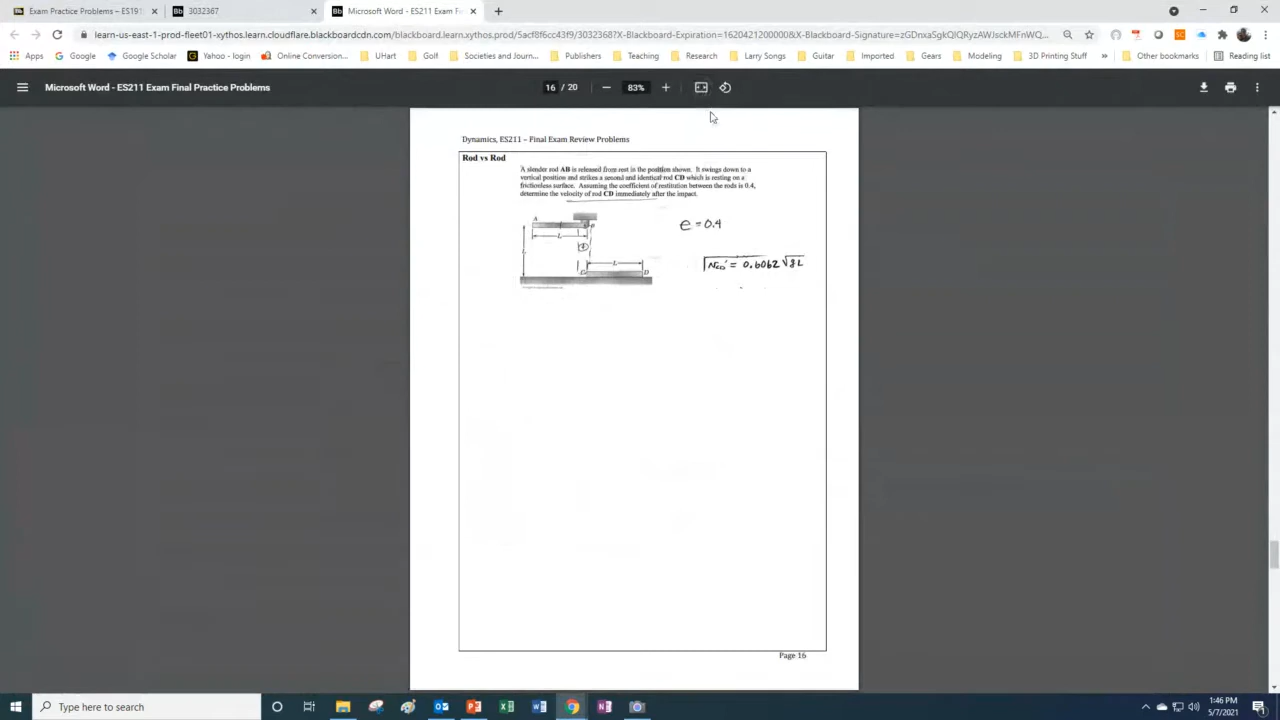 Exam Practice Problems – ES191
3032367
Microsoft Word - ES211 Exam Fi
learn-us-east-1-prod-fleet01-xythos.learn.cloudflare.blackboardcdn.com/blackboard.learn.xythos.prod/5acf8f6cc43f9/3032368?X-Blackboard-Expiration=1620421200000&X-Blackboard-Signature=zGDnxaSgkQIQRzyAWJsckMFnWQ...
Apps Google Google Scholar Yahoo - login Online Conversion... UHart Golf Societies and Journ... Publishers Teaching Research Larry Songs Guitar Imported Gears Modeling 3D Printing Stuff » Other bookmarks Reading list
Microsoft Word - ES211 Exam Final Practice Problems
16 / 20
83%
Dynamics, ES211 – Final Exam Review Problems
Rod vs Rod
A slender rod AB is released from rest in the position shown. It swings down to a
vertical position and strikes a second and identical rod CD which is resting on a
frictionless surface. Assuming the coefficient of restitution between the rods is 0.4,
determine the velocity of rod CD immediately after the impact.
e = 0.4
A
L
L
L
D
= 0.6062 √gL
Page 16
Type here to search
1:46 PM
5/7/2021